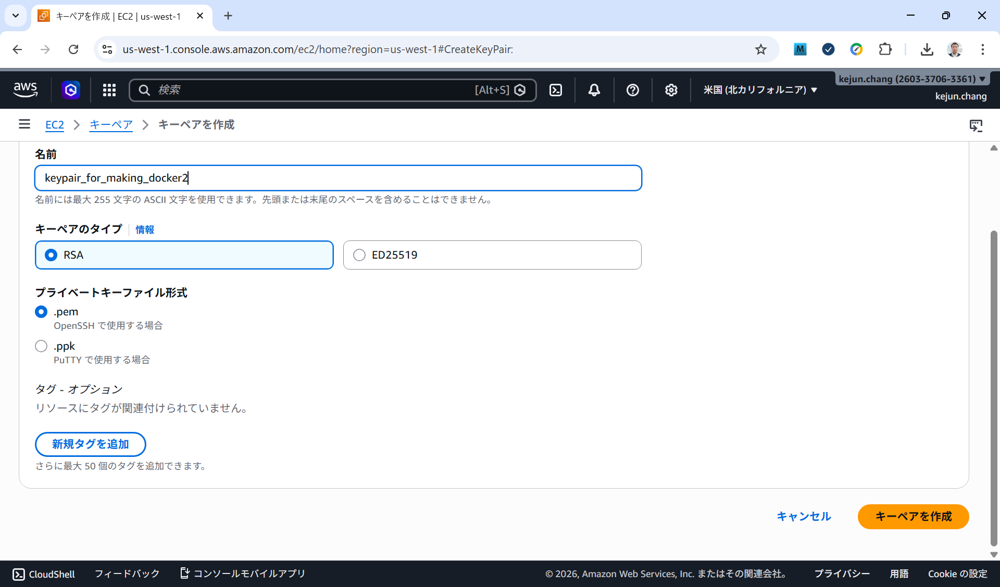 キーペアを作成 | EC2 | us-west-1
us-west-1.console.aws.amazon.com/ec2/home?region=us-west-1#CreateKeyPair:
M
aws
検索
[Alt+S]
米国 (北カリフォルニア) ▼
kejun.chang (2603-3706-3361) ▼
kejun.chang
EC2
キーペア
キーペアを作成
名前
keypair_for_making_docker2
名前には最大 255 文字の ASCII 文字を使用できます。先頭または末尾のスペースを含めることはできません。
キーペアのタイプ
情報
RSA
ED25519
プライベートキーファイル形式
.pem
OpenSSH で使用する場合
.ppk
PuTTY で使用する場合
タグ - オプション
リソースにタグが関連付けられていません。
新規タグを追加
さらに最大 50 個のタグを追加できます。
キャンセル
キーペアを作成
CloudShell
フィードバック
コンソールモバイルアプリ
© 2026, Amazon Web Services, Inc. またはその関連会社。
プライバシー
用語
Cookie の設定